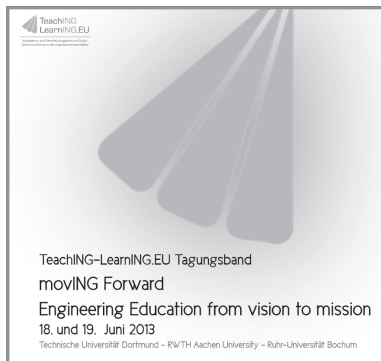 TeachING
LearnING.EU
TeachING-LearnING.EU Tagungsband
movING Forward
Engineering Education from vision to mission
18. und 19. Juni 2013
Technische Universität Dortmund - RWTH Aachen University - Ruhr-Universität Bochum